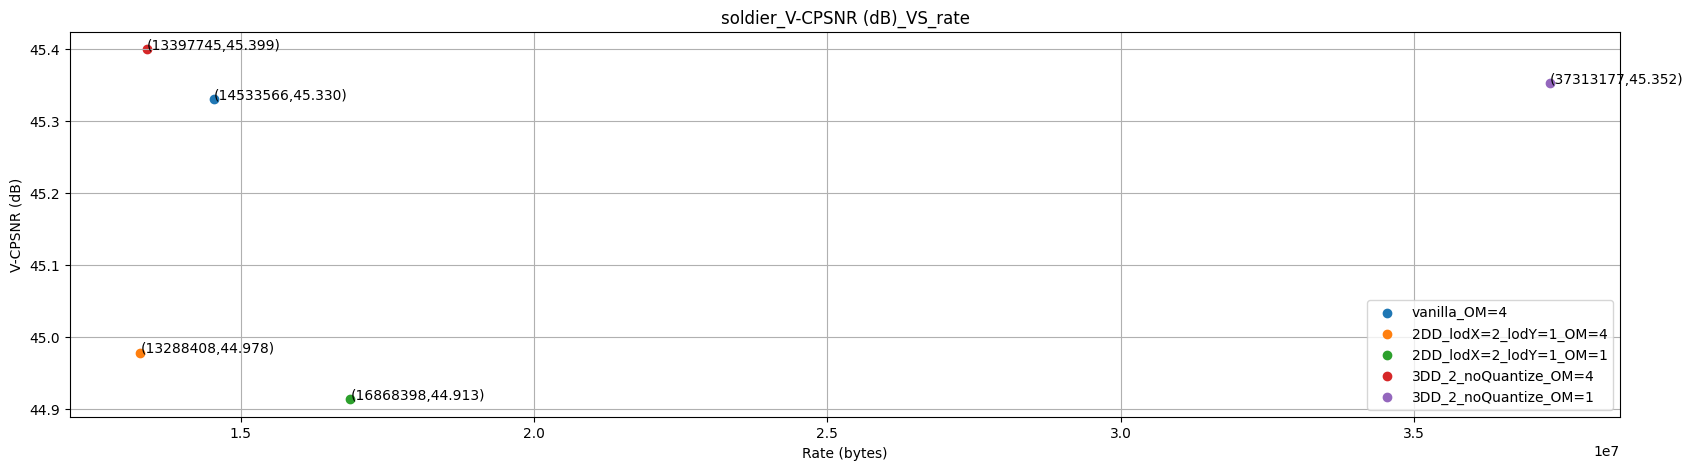 soldier_V-CPSNR (dB)_VS_rate
45.4
(13397745,45.399)
(14533566,45.330)
(37313177,45.352)
45.3
45.2
V-CPSNR (dB)
45.1
45.0
(13288408,44.978)
(16868398,44.913)
44.9
vanilla_OM=4
2DD_lodX=2_lodY=1_OM=4
2DD_lodX=2_lodY=1_OM=1
3DD_2_noQuantize_OM=4
3DD_2_noQuantize_OM=1
1.5 2.0 2.5 3.0 3.5
Rate (bytes)
1e7